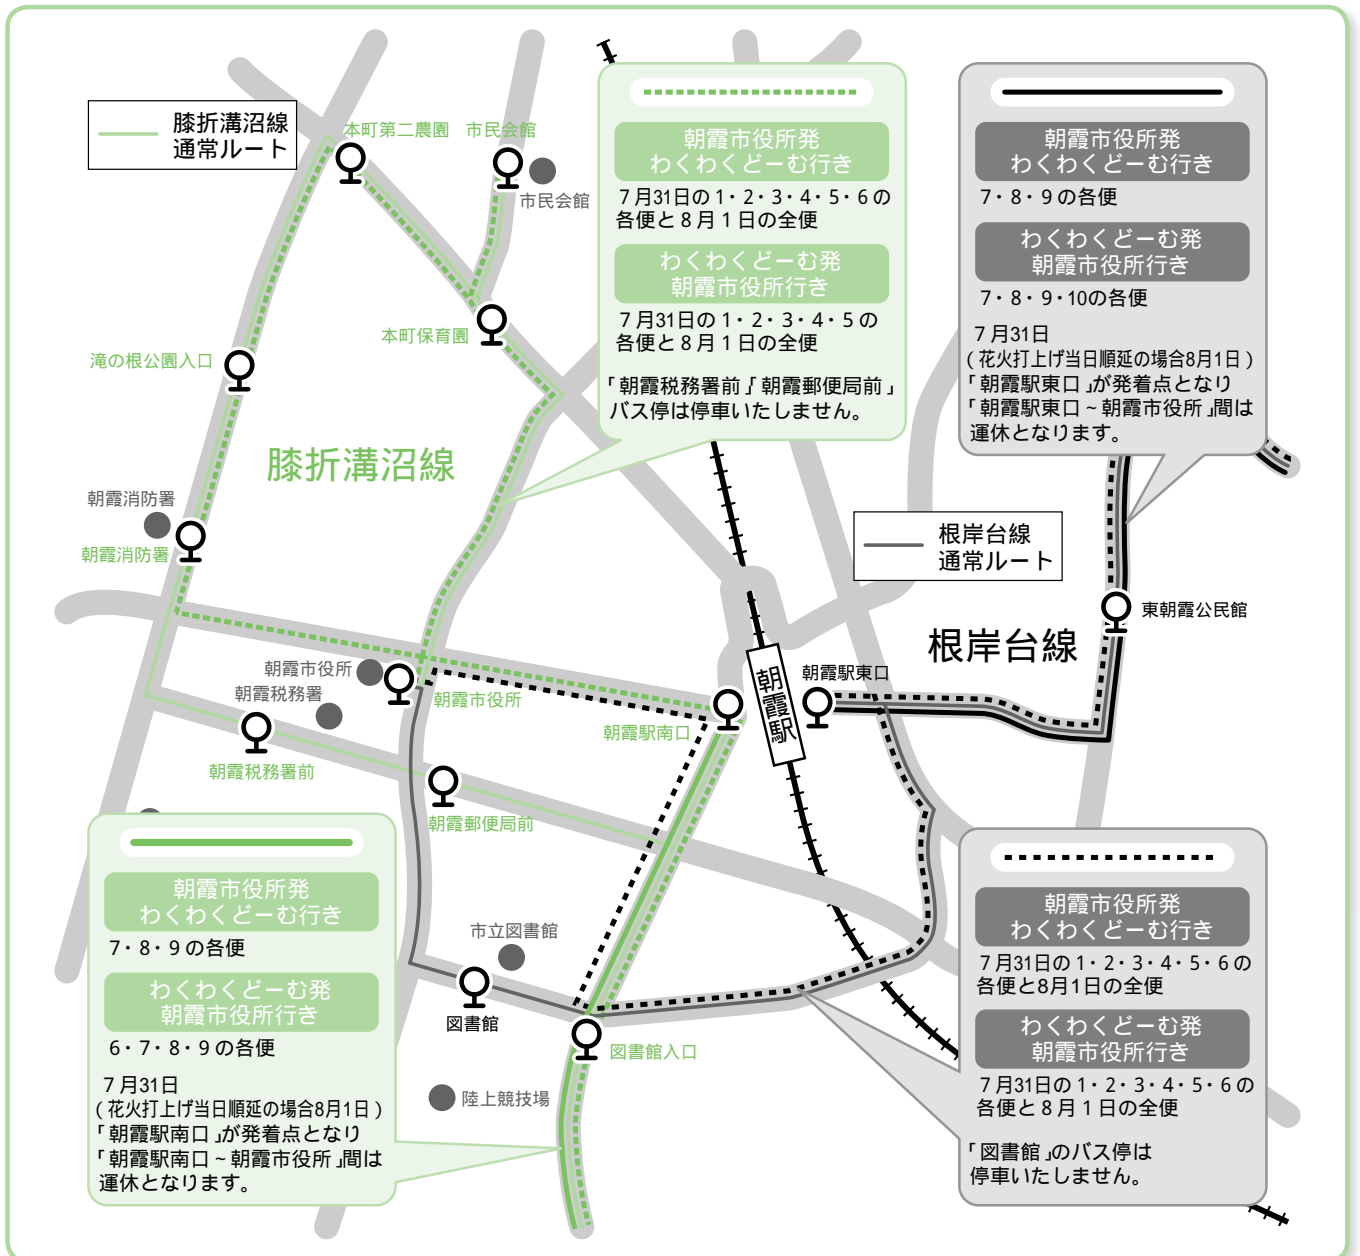 膝折溝沼線
通常ルート
本町第二農園
市民会館
市民会館
本町保育園
滝の根公園入口
膝折溝沼線
朝霞消防署
朝霞消防署
朝霞市役所
朝霞税務署
朝霞市役所
朝霞税務署前
朝霞郵便局前
朝霞駅南口
朝霞駅
朝霞駅東口
根岸台線
通常ルート
根岸台線
東朝霞公民館
市立図書館
図書館
図書館入口
陸上競技場
朝霞市役所発
わくわくどーむ行き
7月31日の1・2・3・4・5・6の
各便と8月1日の全便
わくわくどーむ発
朝霞市役所行き
7月31日の1・2・3・4・5の
各便と8月1日の全便
「朝霞税務署前」「朝霞郵便局前」
バス停は停車いたしません。
朝霞市役所発
わくわくどーむ行き
7・8・9の各便
わくわくどーむ発
朝霞市役所行き
7・8・9・10の各便
7月31日
(花火打上げ当日順延の場合8月1日)
「朝霞駅東口」が発着点となり
「朝霞駅東口~朝霞市役所」間は
運休となります。
朝霞市役所発
わくわくどーむ行き
7・8・9の各便
わくわくどーむ発
朝霞市役所行き
6・7・8・9の各便
7月31日
(花火打上げ当日順延の場合8月1日)
「朝霞駅南口」が発着点となり
「朝霞駅南口~朝霞市役所」間は
運休となります。
朝霞市役所発
わくわくどーむ行き
7月31日の1・2・3・4・5・6の
各便と8月1日の全便
わくわくどーむ発
朝霞市役所行き
7月31日の1・2・3・4・5・6の
各便と8月1日の全便
「図書館」のバス停は
停車いたしません。